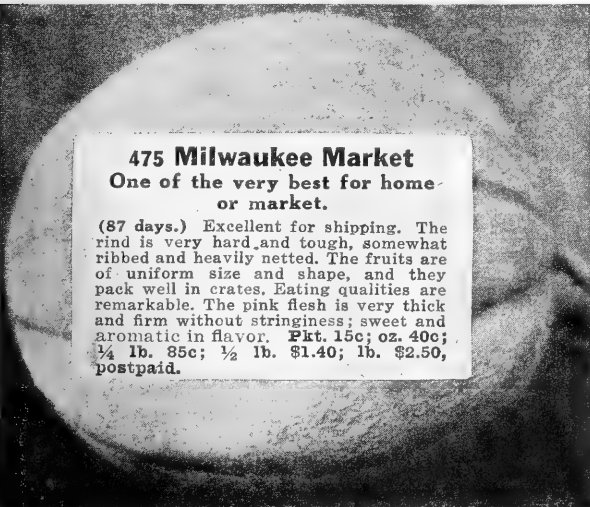 475 Milwaukee Market
One of the very best for home
or market.
(87 days.) Excellent for shipping. The
rind is very hard and tough, somewhat
ribbed and heavily netted. The fruits are
of uniform size and shape, and they
pack well in crates. Eating qualities are
remarkable. The pink flesh is very thick
and firm without stringiness; sweet and
aromatic in flavor. Pkt. 15c; oz. 40c;
¼ lb. 85c; ½ lb. $1.40; lb. $2.50,
postpaid.